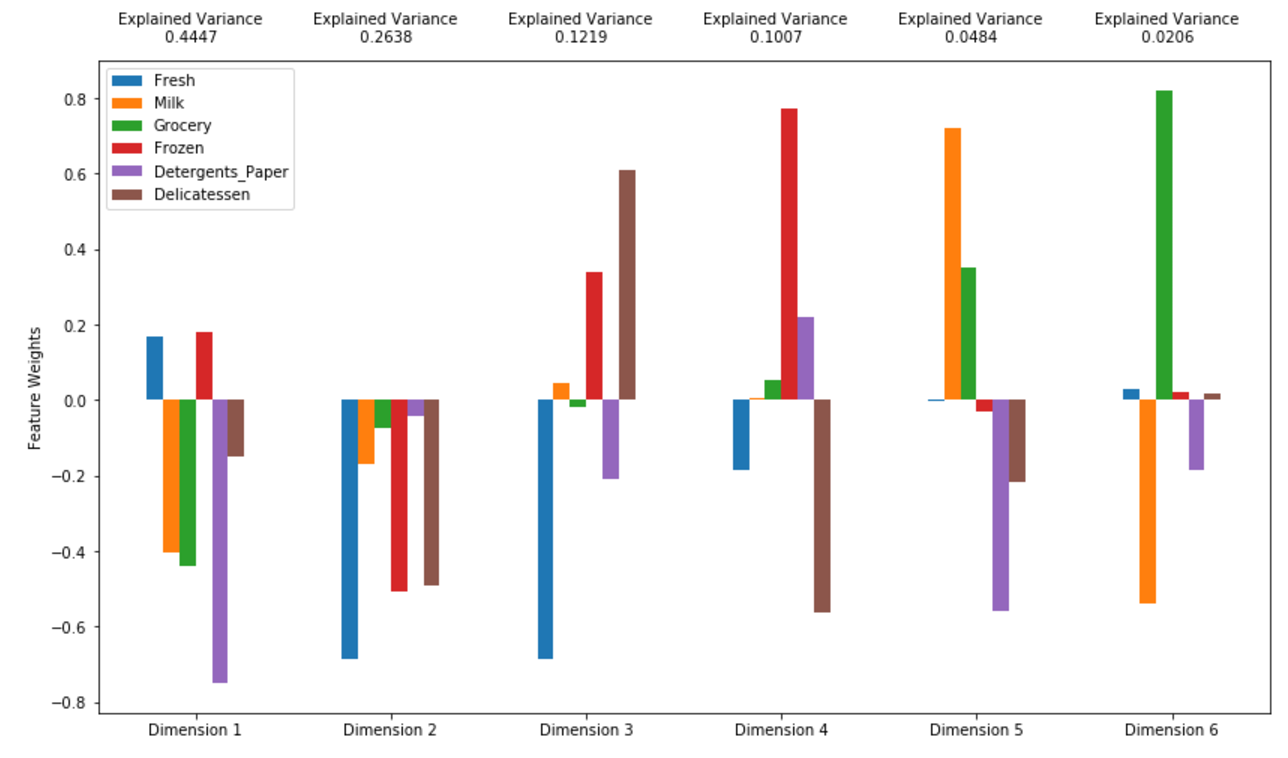 Explained Variance Explained Variance Explained Variance Explained Variance Explained Variance Explained Variance
0.4447 0.2638 0.1219 0.1007 0.0484 0.0206
Fresh
Milk
Grocery
Frozen
Detergents_Paper
Delicatessen
0.8
0.6
0.4
0.2
0.0
−0.2
−0.4
−0.6
−0.8
Feature Weights
Dimension 1 Dimension 2 Dimension 3 Dimension 4 Dimension 5 Dimension 6